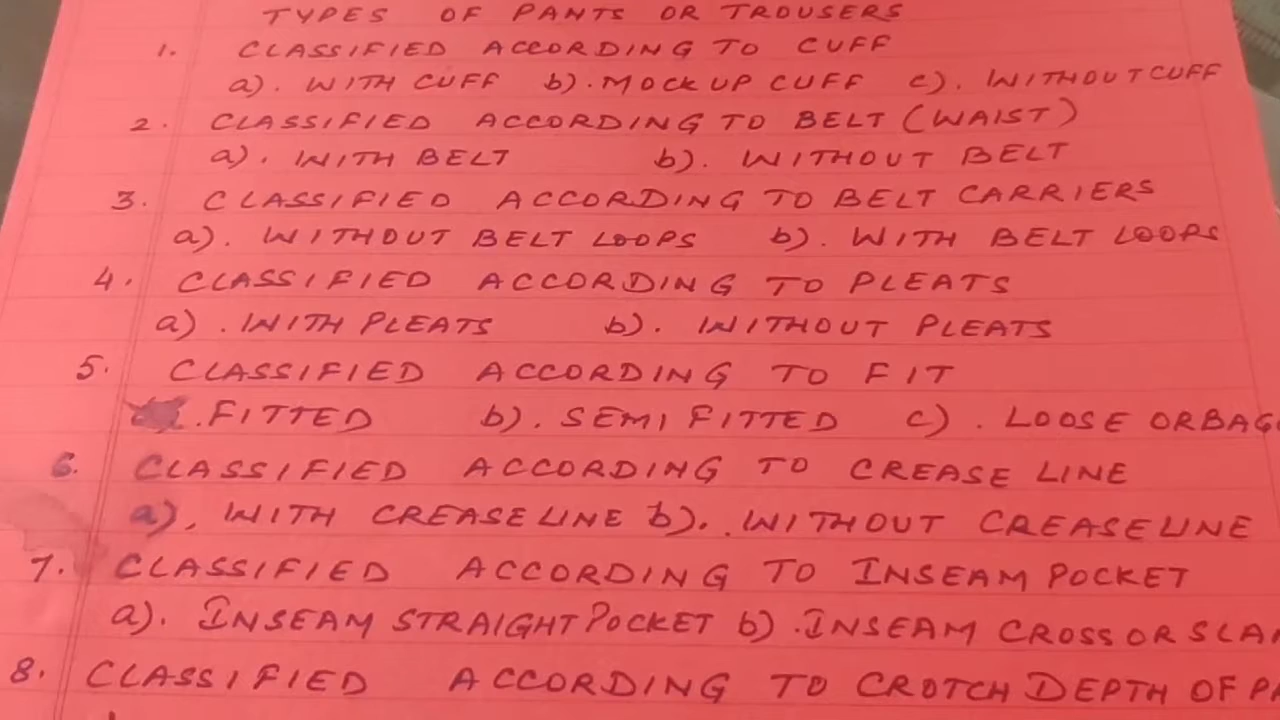 TYPES OF PANTS OR TROUSERS
1. CLASSIFIED ACCORDING TO CUFF
a). WITH CUFF b). MOCK UP CUFF c). WITHOUT CUFF
2. CLASSIFIED ACCORDING TO BELT (WAIST)
a). WITH BELT b). WITHOUT BELT
3. CLASSIFIED ACCORDING TO BELT CARRIERS
a). WITHOUT BELT LOOPS b). WITH BELT LOOPS
4. CLASSIFIED ACCORDING TO PLEATS
a). WITH PLEATS b). WITHOUT PLEATS
5. CLASSIFIED ACCORDING TO FIT
. FITTED b). SEMI FITTED c). LOOSE OR
6. CLASSIFIED ACCORDING TO CREASE LINE
a). WITH CREASE LINE b). WITHOUT CREASE LINE
7. CLASSIFIED ACCORDING TO INSEAM POCKET
a). INSEAM STRAIGHT POCKET b). INSEAM CROSS OR
8. CLASSIFIED ACCORDING TO CROTCH DEPTH OF